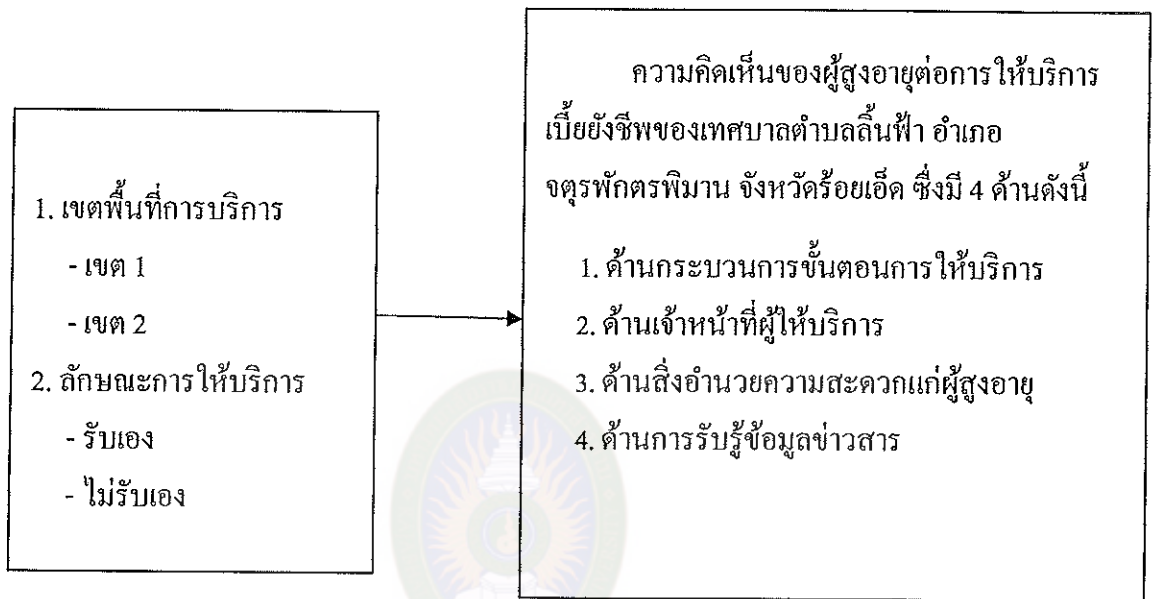 1. เขตพื้นที่การบริการ
- เขต 1
- เขต 2
2. ลักษณะการให้บริการ
- รับเอง
- ไม่รับเอง
ความคิดเห็นของผู้สูงอายุต่อการให้บริการ
เบี้ยยังชีพของเทศบาลตำบลลิ้นฟ้า อำเภอ
จตุรพักตรพิมาน จังหวัดร้อยเอ็ด ซึ่งมี 4 ด้านดังนี้
1. ด้านกระบวนการขั้นตอนการให้บริการ
2. ด้านเจ้าหน้าที่ผู้ให้บริการ
3. ด้านสิ่งอำนวยความสะดวกแก่ผู้สูงอายุ
4. ด้านการรับรู้ข้อมูลข่าวสาร